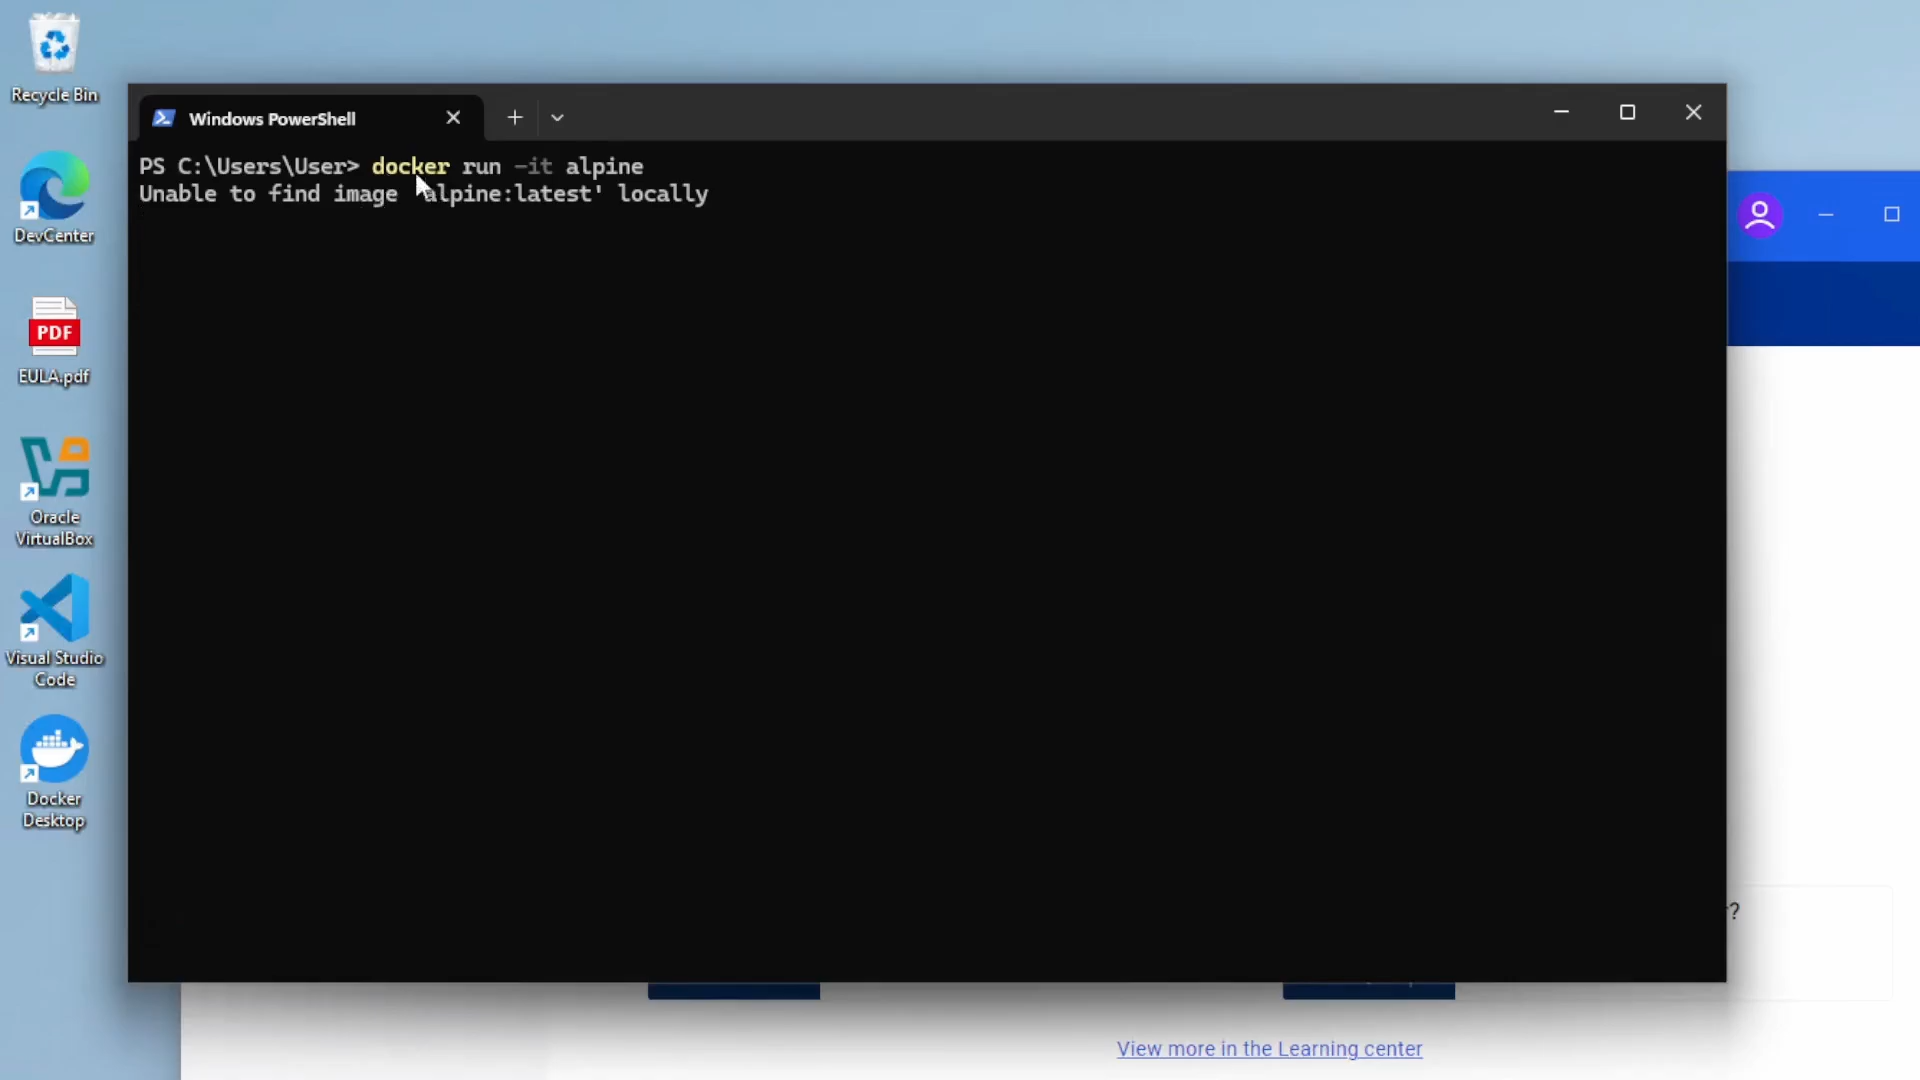 Recycle Bin
DevCenter
PDF
EULA.pdf
Oracle
VirtualBox
Visual Studio
Code
Docker
Desktop
Windows PowerShell
PS C:\Users\User> docker run -it alpine
Unable to find image 'alpine:latest' locally
?
View more in the Learning center